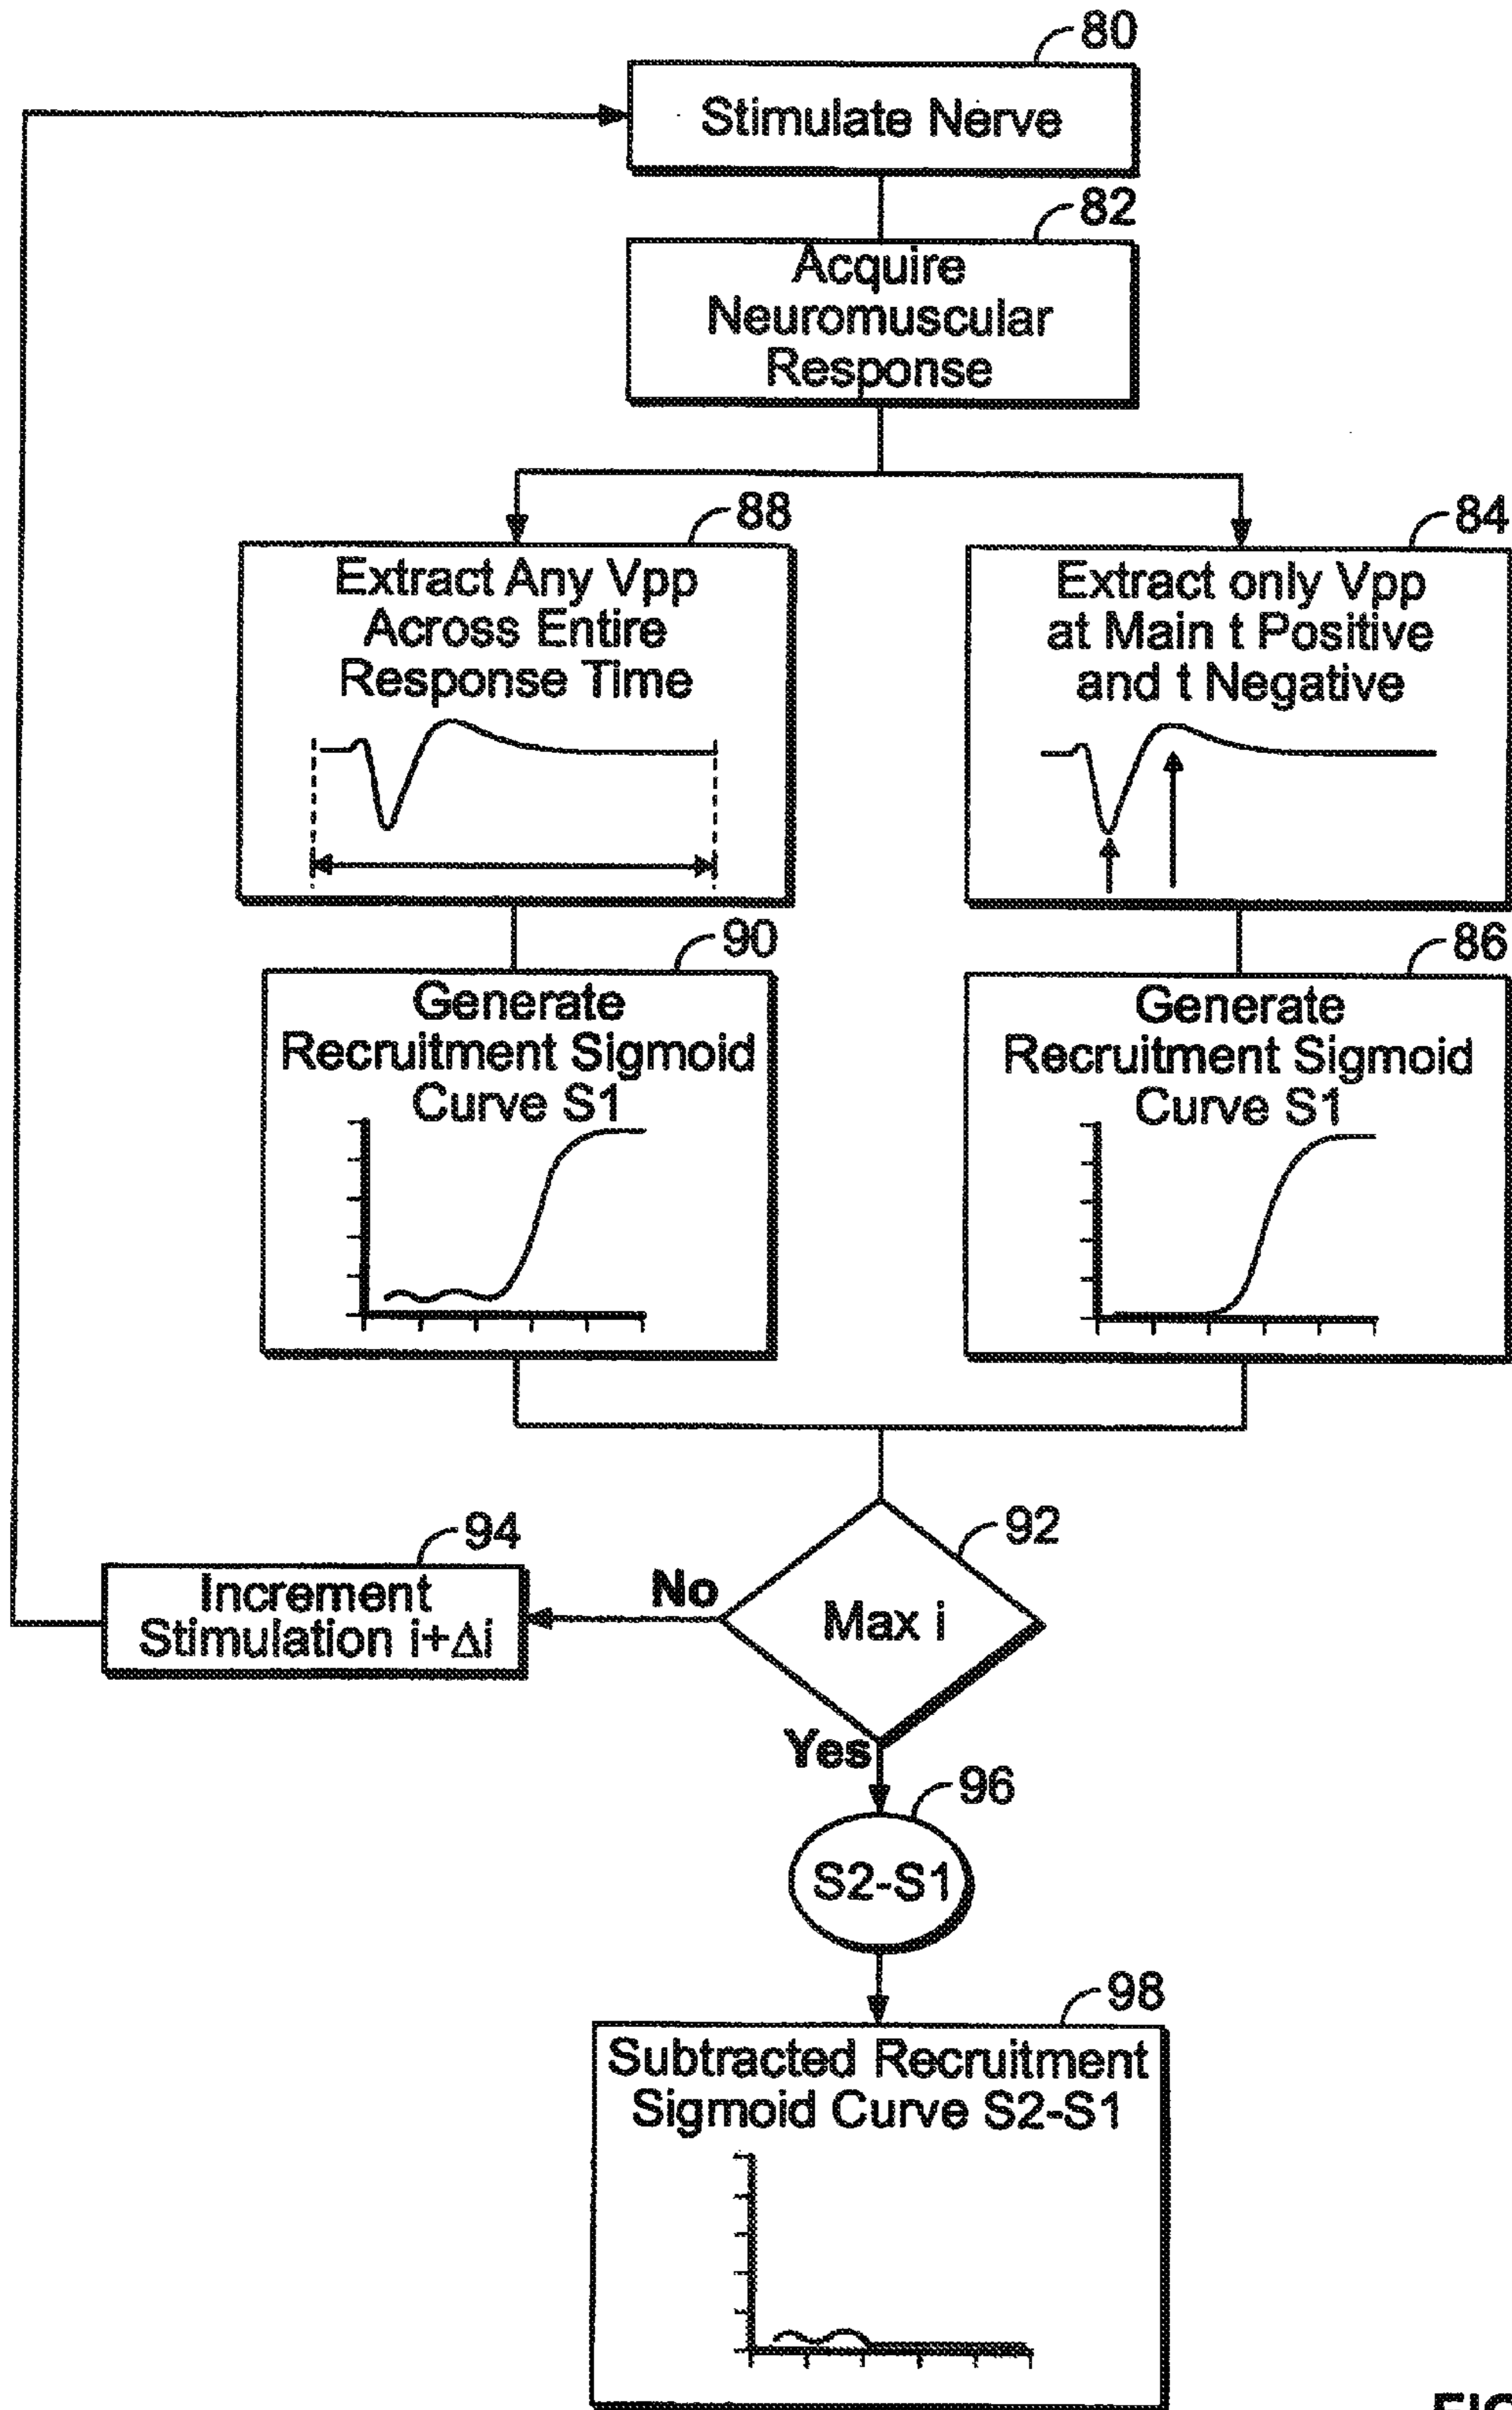 80
Stimulate Nerve
82
Acquire
Neuromuscular
Response
88
Extract Any Vpp
Across Entire
Response Time
84
Extract only Vpp
at Main t Positive
and t Negative
90
Generate
Recruitment Sigmoid
Curve S1
86
Generate
Recruitment Sigmoid
Curve S1
92
Max i
No
94
Increment
Stimulation i+Δi
Yes
96
S2-S1
98
Subtracted Recruitment
Sigmoid Curve S2-S1